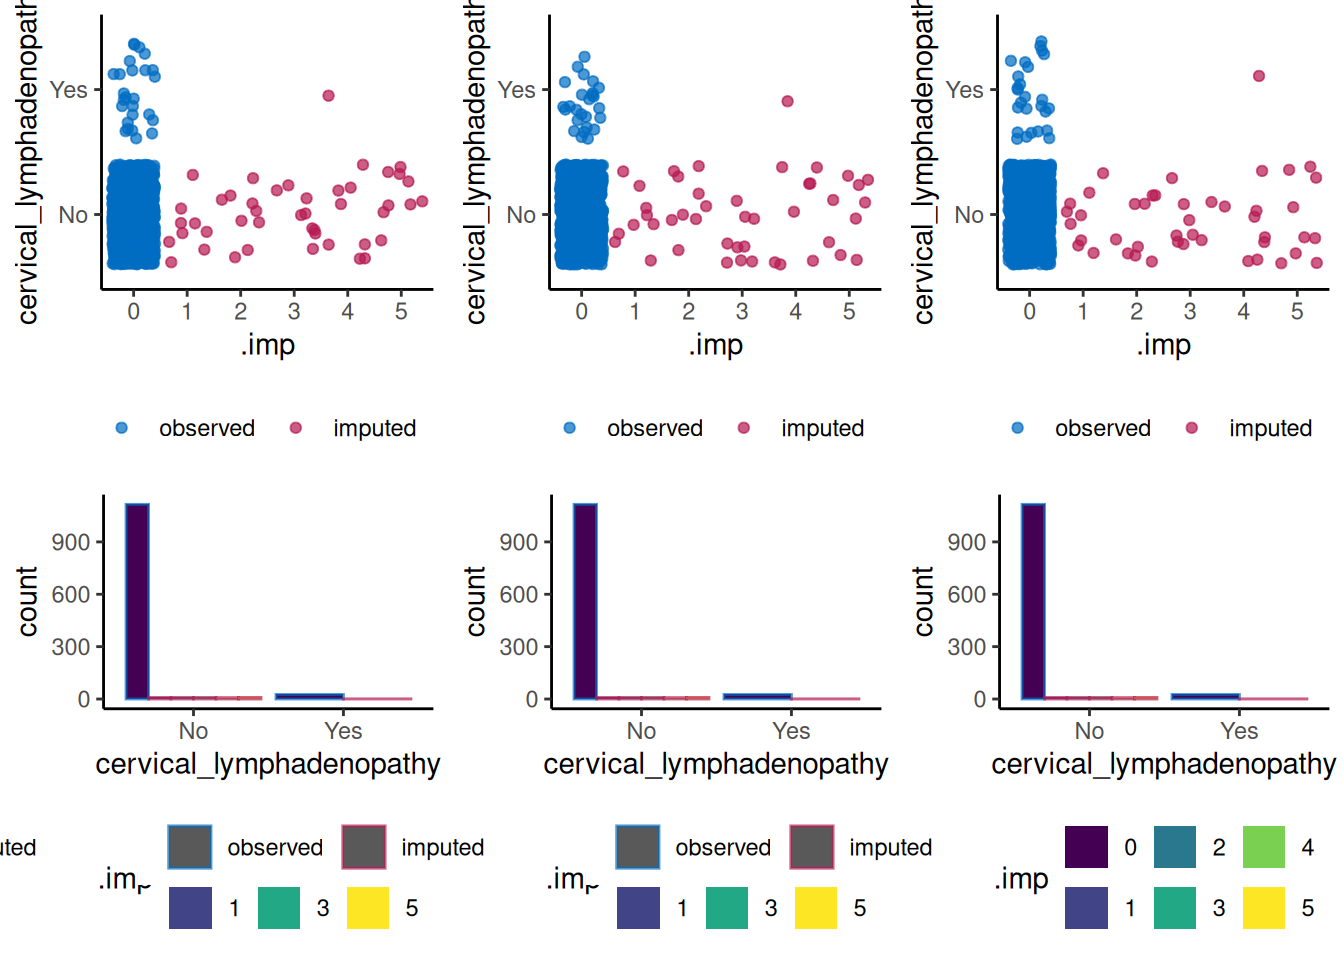 cervical_lymphadenopath
Yes
No
0 1 2 3 4 5
.imp
observed imputed
cervical_lymphadenopath
Yes
No
0 1 2 3 4 5
.imp
observed imputed
cervical_lymphadenopath
Yes
No
0 1 2 3 4 5
.imp
observed imputed
count
900
600
300
0
No Yes
cervical_lymphadenopathy
count
900
600
300
0
No Yes
cervical_lymphadenopathy
count
900
600
300
0
No Yes
cervical_lymphadenopathy
uted
observed imputed
.imp
1 3 5
observed imputed
.imp
1 3 5
.imp
0 2 4
1 3 5